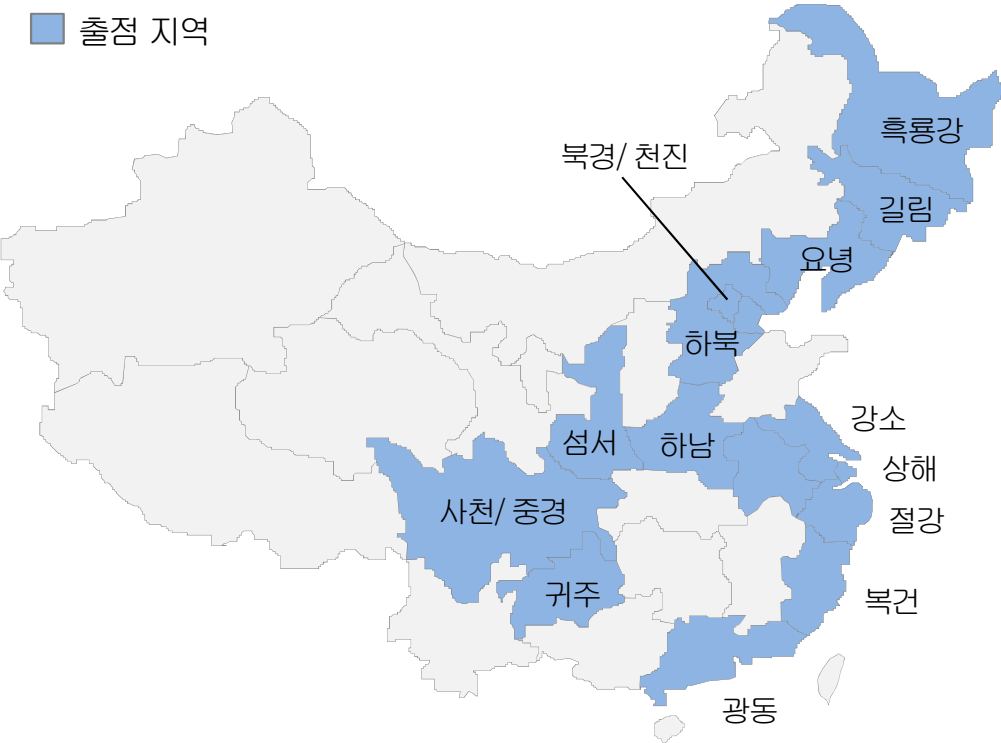 출점 지역
흑룡강
북경/ 천진
길림
요녕
하북
강소
섬서
하남
상해
사천/ 중경
절강
귀주
복건
광동